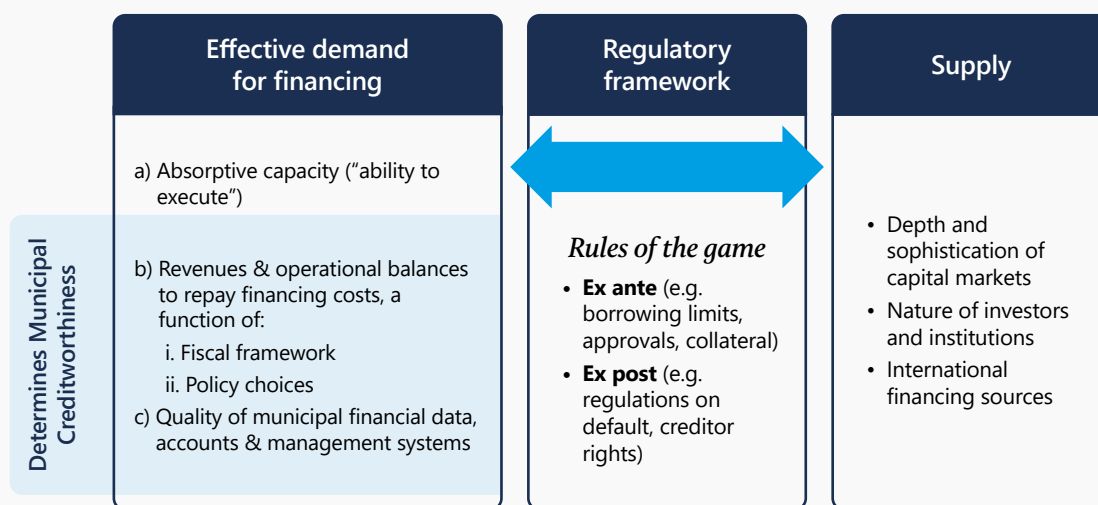 Effective demand
for financing
a) Absorptive capacity (“ability to
execute”)
Determines Municipal
Creditworthiness
b) Revenues & operational balances
to repay financing costs, a
function of:
i. Fiscal framework
ii. Policy choices
c) Quality of municipal financial data,
accounts & management systems
Regulatory
framework
Rules of the game
• Ex ante (e.g.
borrowing limits,
approvals, collateral)
• Ex post (e.g.
regulations on
default, creditor
rights)
Supply
• Depth and
sophistication of
capital markets
• Nature of investors
and institutions
• International
financing sources